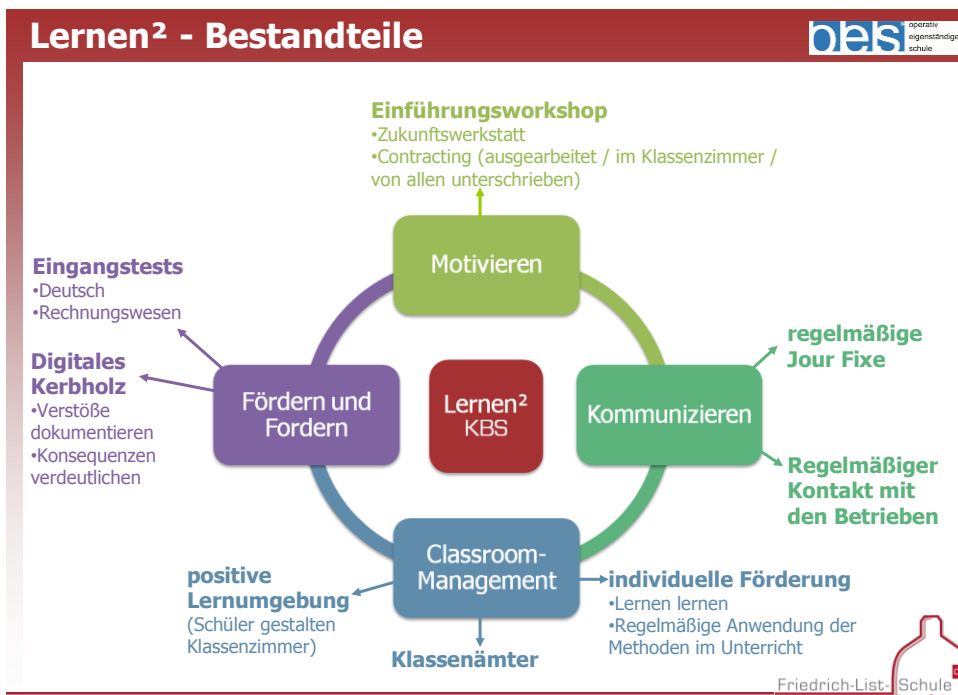 Lernen² - Bestandteile
oes
operativ
eigenständige
schule
Einführungsworkshop
•Zukunftswerkstatt
•Contracting (ausgearbeitet / im Klassenzimmer /
von allen unterschrieben)
Motivieren
Eingangstests
•Deutsch
•Rechnungswesen
Digitales
Kerbholz
•Verstöße
dokumentieren
•Konsequenzen
verdeutlichen
Fördern und
Fordern
Lernen²
KBS
Kommunizieren
regelmäßige
Jour Fixe
Regelmäßiger
Kontakt mit
den Betrieben
Classroom-
Management
positive
Lernumgebung
(Schüler gestalten
Klassenzimmer)
Klassenämter
individuelle Förderung
•Lernen lernen
•Regelmäßige Anwendung der
Methoden im Unterricht
Friedrich-List-Schule